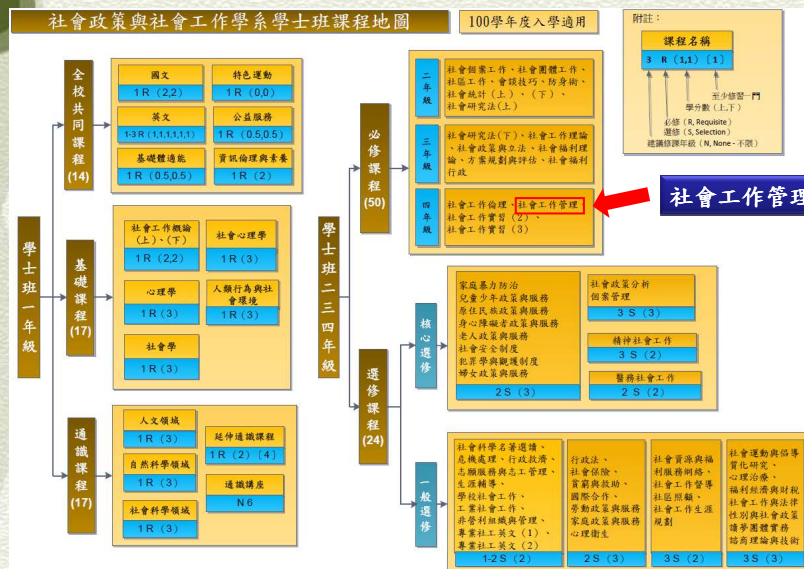 社會政策與社會工作學系學士班課程地圖
100學年度入學適用
附註：
課程名稱
3 R (1,1) [1]
至少修習一門
學分數(上,下)
必修(R, Requisite)
選修(S, Selection)
建議修課年級(N, None - 不限)
學士班一年級
全校共同課程(14)
國文
1 R (2,2)
特色運動
1 R (0,0)
英文
1-3 R (1,1,1,1,1,1)
公益服務
1 R (0.5,0.5)
基礎體適能
1 R (0.5,0.5)
資訊倫理與素養
1 R (2)
基礎課程(17)
社會工作概論
(上)、(下)
1 R (2,2)
社會心理學
1 R (3)
心理學
1 R (3)
人類行為與社
會環境
1 R (3)
社會學
1 R (3)
通識課程(17)
人文領域
1 R (3)
延伸通識課程
1 R (2) [4]
自然科學領域
1 R (3)
通識講座
N 6
社會科學領域
1 R (3)
學士班二三四年級
必修課程(50)
二年級
社會個案工作、社會團體工作、
社區工作、會談技巧、防身術、
社會統計(上)、(下)、
社會研究法(上)
三年級
社會研究法(下)、社會工作理論
、社會政策與立法、社會福利理
論、方案規劃與評估、社會福利
行政
四年級
社會工作倫理、社會工作管理
社會工作實習(2)、
社會工作實習(3)
社會工作管理
選修課程(24)
核心選修
家庭暴力防治
兒童少年政策與服務
原住民族政策與服務
身心障礙者政策與服務
老人政策與服務
社會安全制度
犯罪學與觀護制度
婦女政策與服務
2 S (3)
社會政策分析
個案管理
3 S (3)
精神社會工作
3 S (2)
醫務社會工作
2 S (2)
一般選修
社會科學名著選讀、
危機處理、行政救濟、
志願服務與志工管理、
生涯輔導、
學校社會工作、
工業社會工作、
非營利組織與管理、
專業社工英文(1)、
專業社工英文(2)
1-2 S (2)
行政法、
社會保險、
貧窮與救助、
國際合作、
勞動政策與服務
家庭政策與服務
心理衛生
2 S (3)
社會資源與福
利服務網絡、
社會工作督導
社區照顧、
社會工作生涯
規劃
3 S (2)
社會運動與倡導
質化研究、
心理治療、
福利經濟與財稅
社會工作與法律
性別與社會政策
讀夢團體實務
諮商理論與技術
3 S (3)